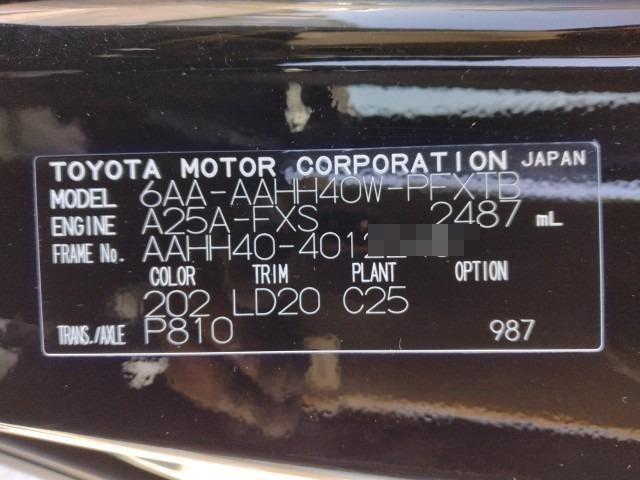 TOYOTA MOTOR CORPORATION JAPAN
MODEL 6AA-AAHH40W-PFXTB
ENGINE A25A-FXS 2487 mL
FRAME No. AAHH40-4012
COLOR TRIM PLANT OPTION
202 LD20 C25
TRANS./AXLE P810 987